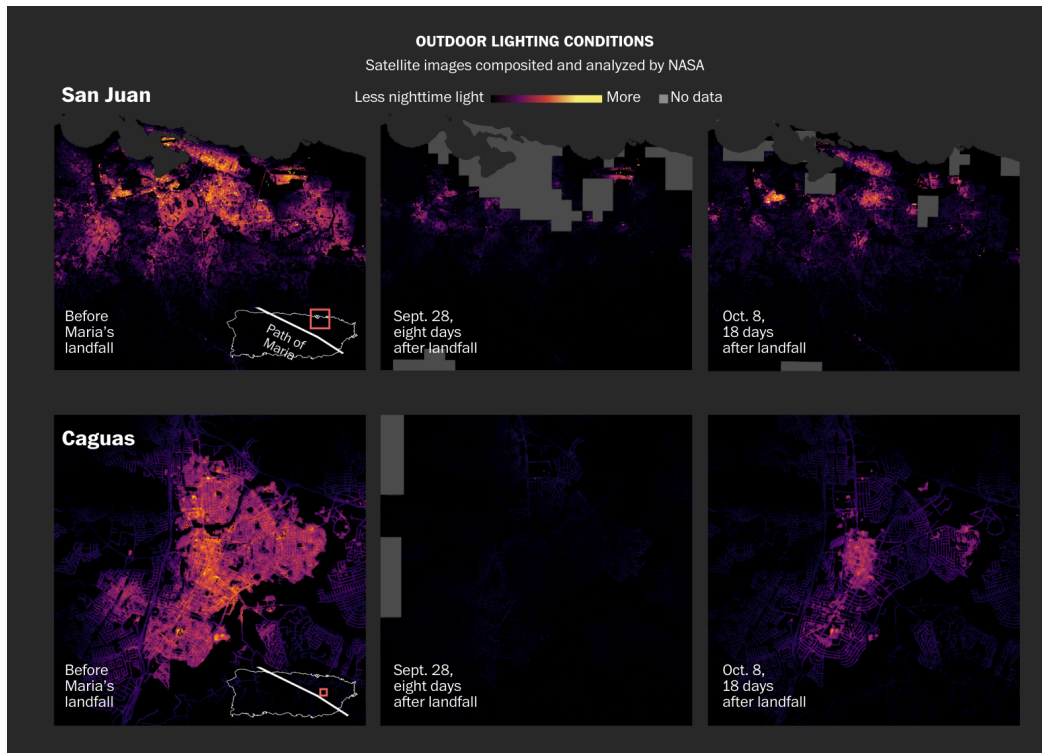 OUTDOOR LIGHTING CONDITIONS
Satellite images composited and analyzed by NASA
Less nighttime light
More
No data
San Juan
Before
Maria's
landfall
Path of
Maria
Sept. 28,
eight days
after landfall
Oct. 8,
18 days
after landfall
Caguas
Before
Maria's
landfall
Sept. 28,
eight days
after landfall
Oct. 8,
18 days
after landfall